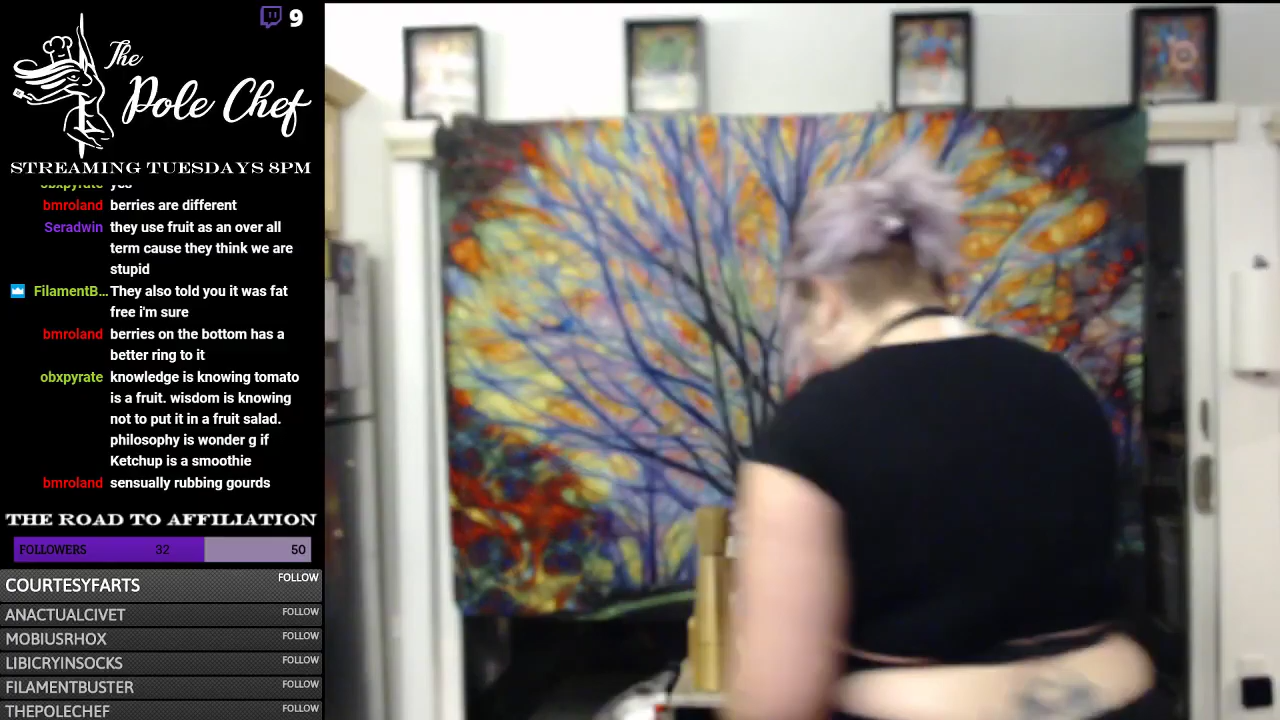 9
The
Pole Chef
STREAMING TUESDAYS 8PM
obxpyrate yes
bmroland berries are different
Seradwin they use fruit as an over all
term cause they think we are
stupid
FilamentB... They also told you it was fat
free i'm sure
bmroland berries on the bottom has a
better ring to it
obxpyrate knowledge is knowing tomato
is a fruit. wisdom is knowing
not to put it in a fruit salad.
philosophy is wonder g if
Ketchup is a smoothie
bmroland sensually rubbing gourds
THE ROAD TO AFFILIATION
FOLLOWERS 32 50
COURTESYFARTS FOLLOW
ANACTUALCIVET FOLLOW
MOBIUSRHOX FOLLOW
LIBICRYINSOCKS FOLLOW
FILAMENTBUSTER FOLLOW
THEPOLECHEF FOLLOW